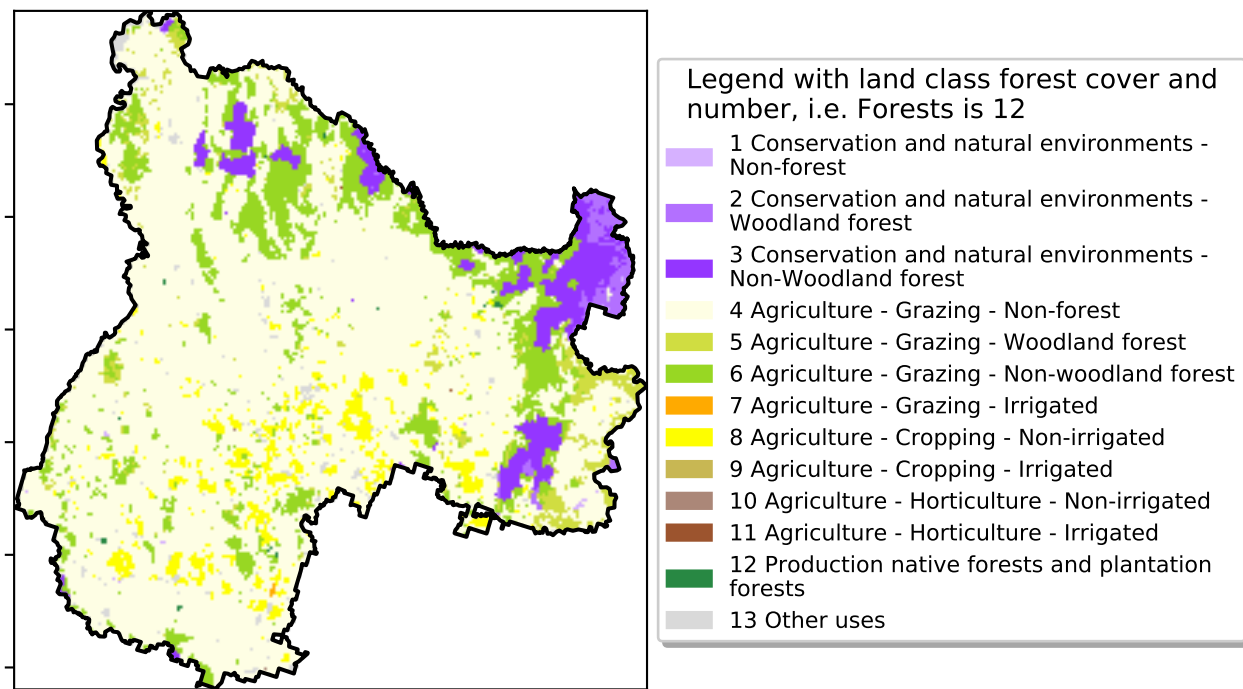 Legend with land class forest cover and
number, i.e. Forests is 12
1 Conservation and natural environments -
Non-forest
2 Conservation and natural environments -
Woodland forest
3 Conservation and natural environments -
Non-Woodland forest
4 Agriculture - Grazing - Non-forest
5 Agriculture - Grazing - Woodland forest
6 Agriculture - Grazing - Non-woodland forest
7 Agriculture - Grazing - Irrigated
8 Agriculture - Cropping - Non-irrigated
9 Agriculture - Cropping - Irrigated
10 Agriculture - Horticulture - Non-irrigated
11 Agriculture - Horticulture - Irrigated
12 Production native forests and plantation
forests
13 Other uses